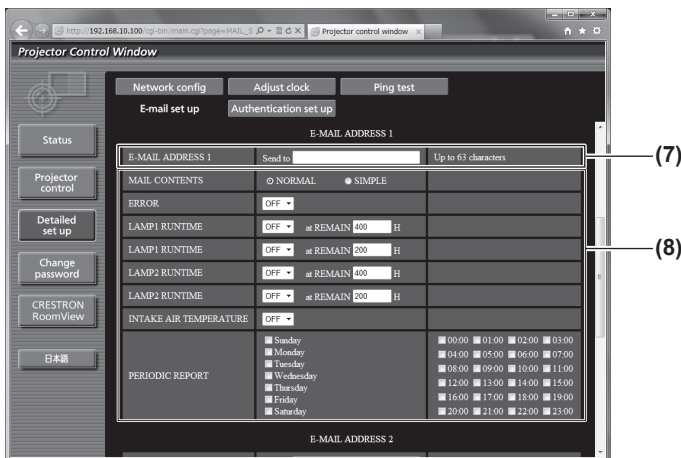 http://192.168.10.100/cgi-bin/main.cgi?page=MAIL_S
Projector control window
Projector Control Window
Network config Adjust clock Ping test
E-mail set up Authentication set up
Status
Projector control
Detailed set up
Change password
CRESTRON RoomView
日本語
E-MAIL ADDRESS 1
E-MAIL ADDRESS 1 Send to Up to 63 characters
(7)
MAIL CONTENTS NORMAL SIMPLE
ERROR OFF
LAMP1 RUNTIME OFF at REMAIN 400 H
LAMP1 RUNTIME OFF at REMAIN 200 H
(8)
LAMP2 RUNTIME OFF at REMAIN 400 H
LAMP2 RUNTIME OFF at REMAIN 200 H
INTAKE AIR TEMPERATURE OFF
PERIODIC REPORT
Sunday
Monday
Tuesday
Wednesday
Thursday
Friday
Saturday
00:00 01:00 02:00 03:00
04:00 05:00 06:00 07:00
08:00 09:00 10:00 11:00
12:00 13:00 14:00 15:00
16:00 17:00 18:00 19:00
20:00 21:00 22:00 23:00
E-MAIL ADDRESS 2